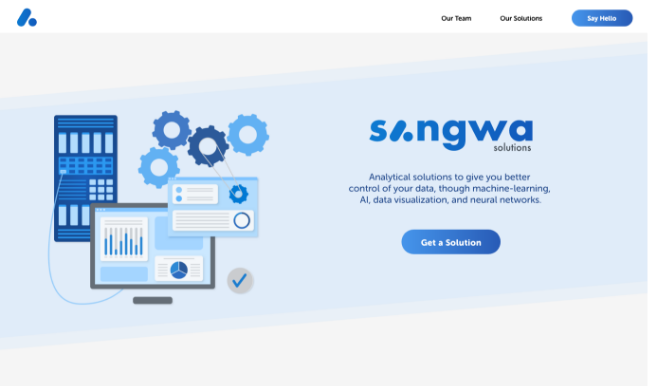 Our Team
Our Solutions
Say Hello
sangwa
solutions
Analytical solutions to give you better
control of your data, though machine-learning,
AI, data visualization, and neural networks.
Get a Solution